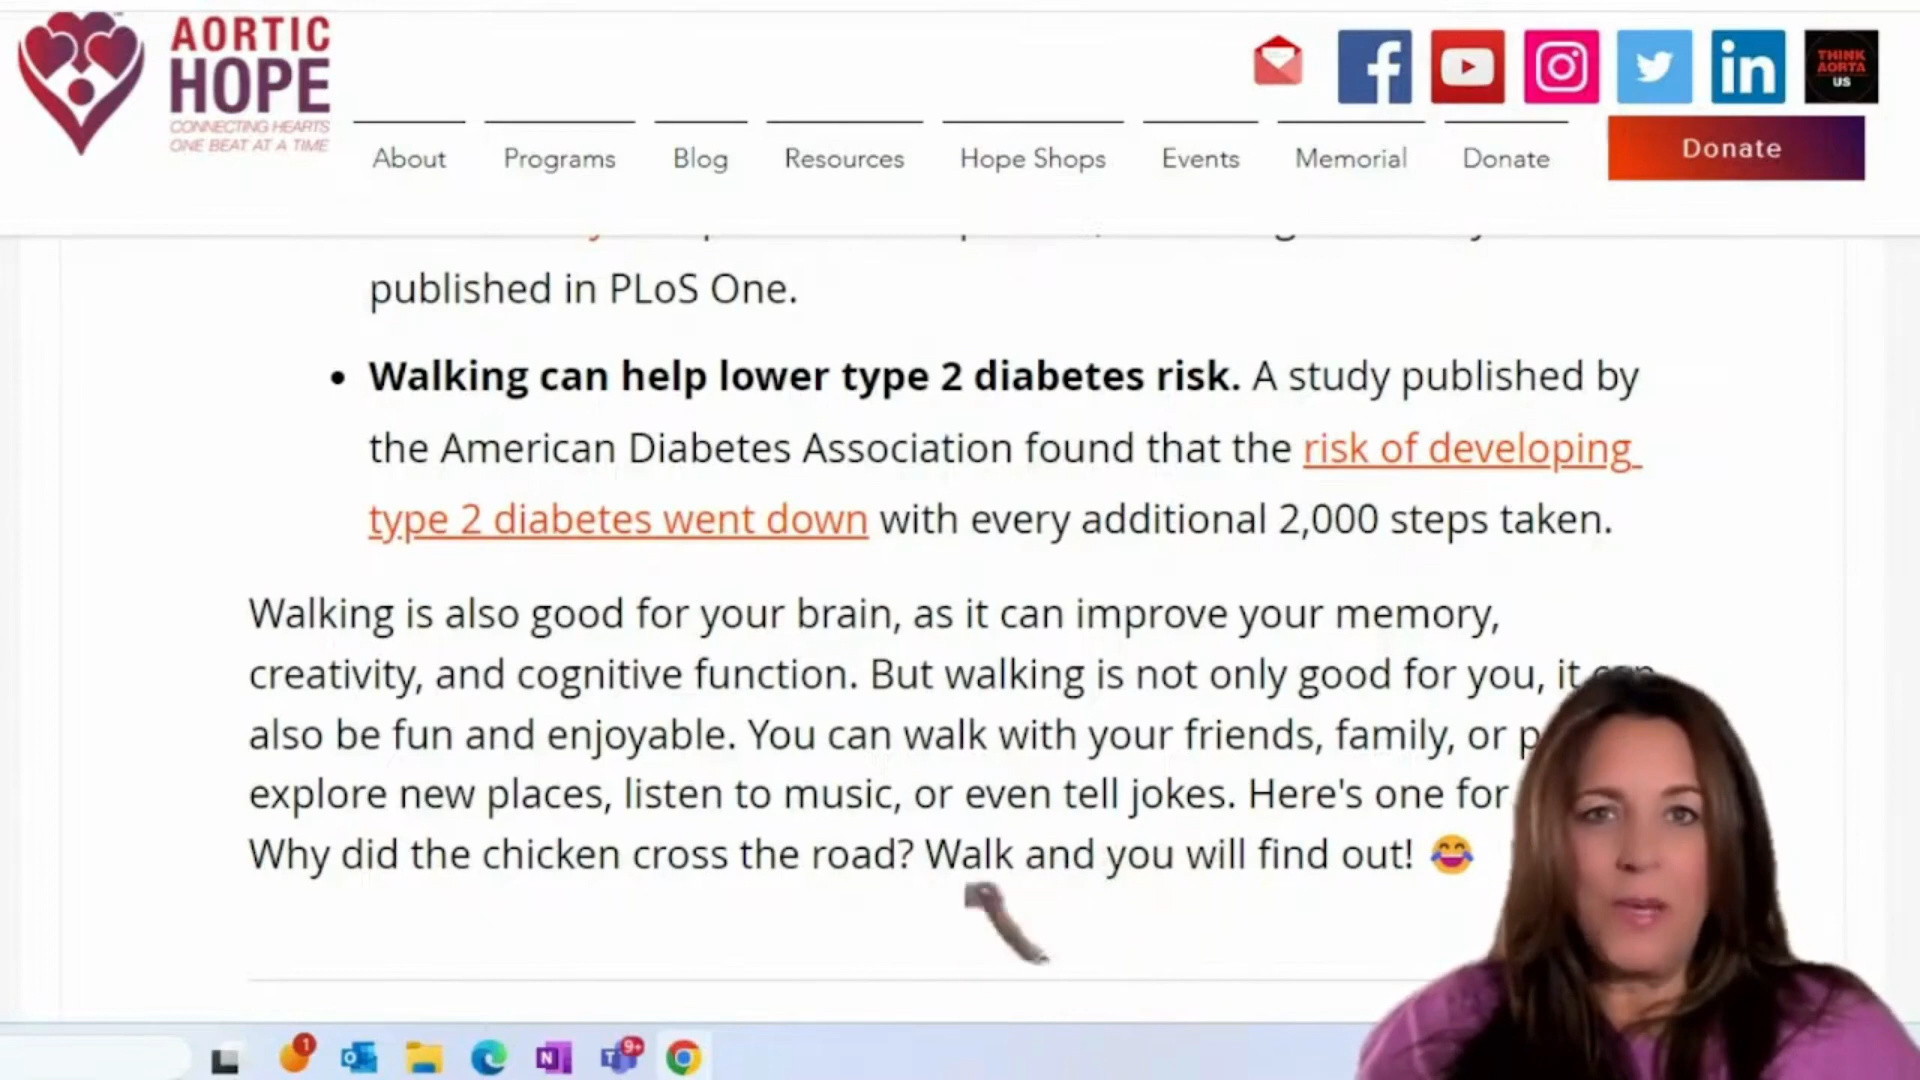 AORTIC
HOPE
CONNECTING HEARTS
ONE BEAT AT A TIME
THINK
AORTA
US
About
Programs
Blog
Resources
Hope Shops
Events
Memorial
Donate
Donate
published in PLoS One.
• Walking can help lower type 2 diabetes risk. A study published by
the American Diabetes Association found that the risk of developing
type 2 diabetes went down with every additional 2,000 steps taken.
Walking is also good for your brain, as it can improve your memory,
creativity, and cognitive function. But walking is not only good for you, it can
also be fun and enjoyable. You can walk with your friends, family, or
explore new places, listen to music, or even tell jokes. Here's one for
Why did the chicken cross the road? Walk and you will find out! 😂
1
9+